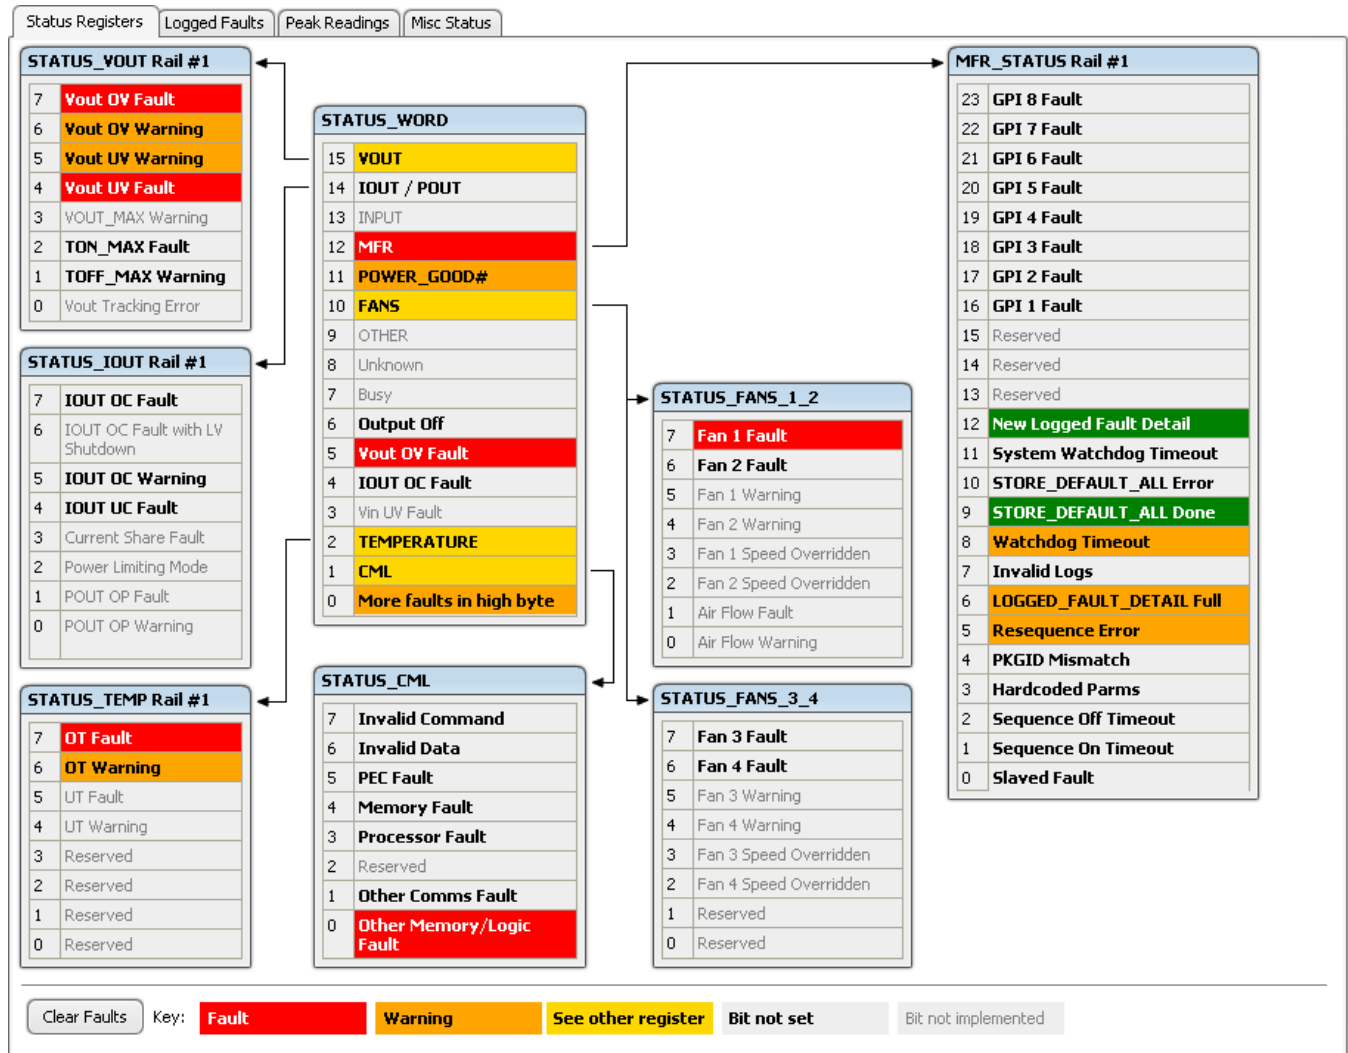 Status Registers
Logged Faults
Peak Readings
Misc Status
STATUS_VOUT Rail #1
7 Vout OV Fault
6 Vout OV Warning
5 Vout UV Warning
4 Vout UV Fault
3 VOUT_MAX Warning
2 TON_MAX Fault
1 TOFF_MAX Warning
0 Vout Tracking Error
STATUS_IOUT Rail #1
7 IOUT OC Fault
6 IOUT OC Fault with LV
Shutdown
5 IOUT OC Warning
4 IOUT UC Fault
3 Current Share Fault
2 Power Limiting Mode
1 POUT OP Fault
0 POUT OP Warning
STATUS_TEMP Rail #1
7 OT Fault
6 OT Warning
5 UT Fault
4 UT Warning
3 Reserved
2 Reserved
1 Reserved
0 Reserved
STATUS_WORD
15 VOUT
14 IOUT / POUT
13 INPUT
12 MFR
11 POWER_GOOD#
10 FANS
9 OTHER
8 Unknown
7 Busy
6 Output Off
5 Vout OV Fault
4 IOUT OC Fault
3 Vin UV Fault
2 TEMPERATURE
1 CML
0 More faults in high byte
STATUS_CML
7 Invalid Command
6 Invalid Data
5 PEC Fault
4 Memory Fault
3 Processor Fault
2 Reserved
1 Other Comms Fault
0 Other Memory/Logic
Fault
STATUS_FANS_1_2
7 Fan 1 Fault
6 Fan 2 Fault
5 Fan 1 Warning
4 Fan 2 Warning
3 Fan 1 Speed Overridden
2 Fan 2 Speed Overridden
1 Air Flow Fault
0 Air Flow Warning
STATUS_FANS_3_4
7 Fan 3 Fault
6 Fan 4 Fault
5 Fan 3 Warning
4 Fan 4 Warning
3 Fan 3 Speed Overridden
2 Fan 4 Speed Overridden
1 Reserved
0 Reserved
MFR_STATUS Rail #1
23 GPI 8 Fault
22 GPI 7 Fault
21 GPI 6 Fault
20 GPI 5 Fault
19 GPI 4 Fault
18 GPI 3 Fault
17 GPI 2 Fault
16 GPI 1 Fault
15 Reserved
14 Reserved
13 Reserved
12 New Logged Fault Detail
11 System Watchdog Timeout
10 STORE_DEFAULT_ALL Error
9 STORE_DEFAULT_ALL Done
8 Watchdog Timeout
7 Invalid Logs
6 LOGGED_FAULT_DETAIL Full
5 Resequence Error
4 PKGID Mismatch
3 Hardcoded Parms
2 Sequence Off Timeout
1 Sequence On Timeout
0 Slaved Fault
Clear Faults
Key:
Fault
Warning
See other register
Bit not set
Bit not implemented